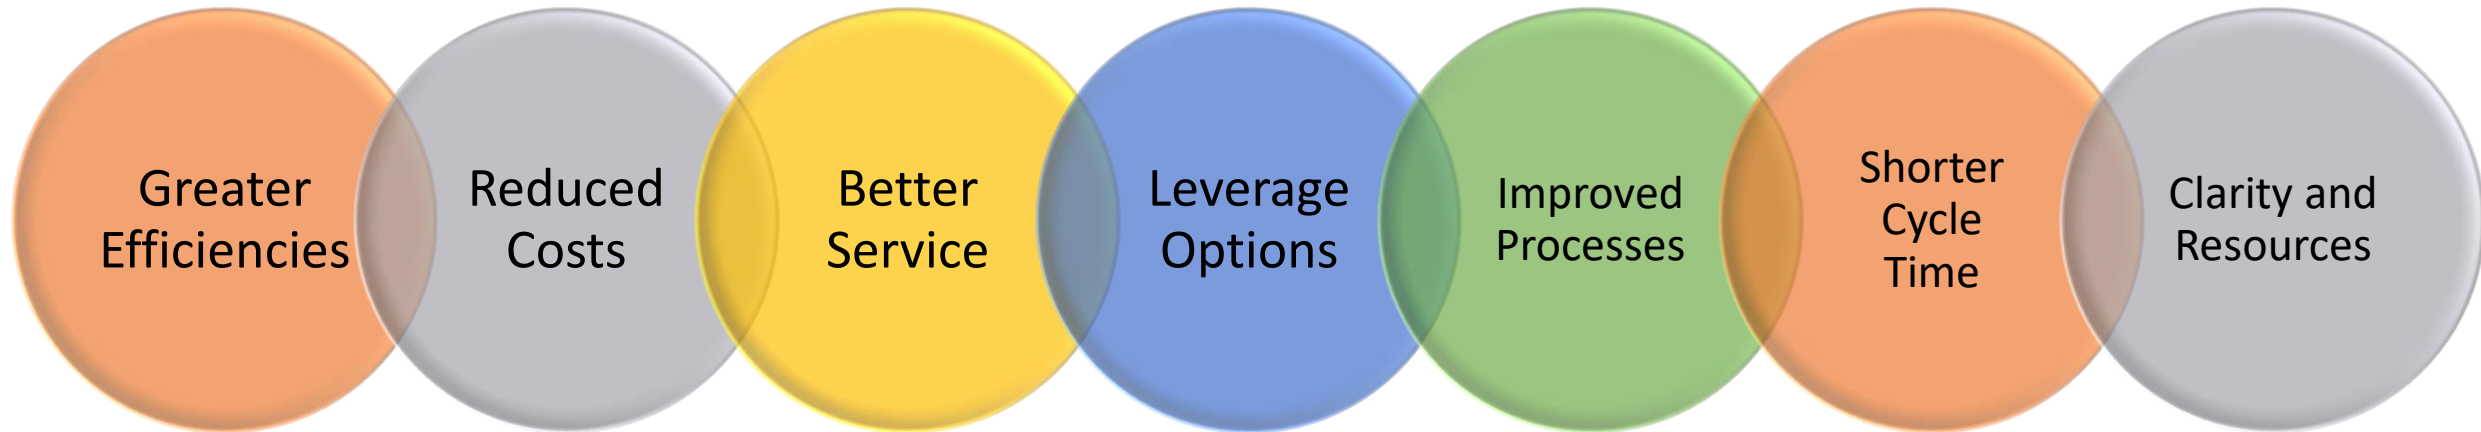 Greater
Efficiencies
Reduced
Costs
Better
Service
Leverage
Options
Improved
Processes
Shorter
Cycle
Time
Clarity and
Resources